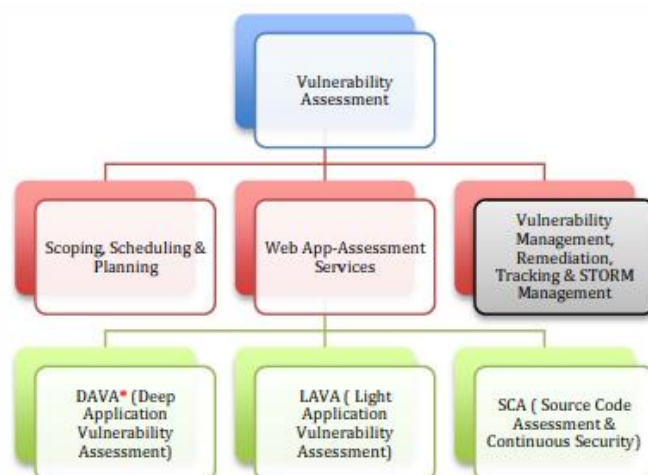 Vulnerability
Assessment
Scoping, Scheduling &
Planning
Web App-Assessment
Services
Vulnerability
Management,
Remediation,
Tracking & STORM
Management
DAVA* (Deep
Application
Vulnerability
Assessment)
LAVA ( Light
Application
Vulnerability
Assessment)
SCA ( Source Code
Assessment &
Continuous Security)